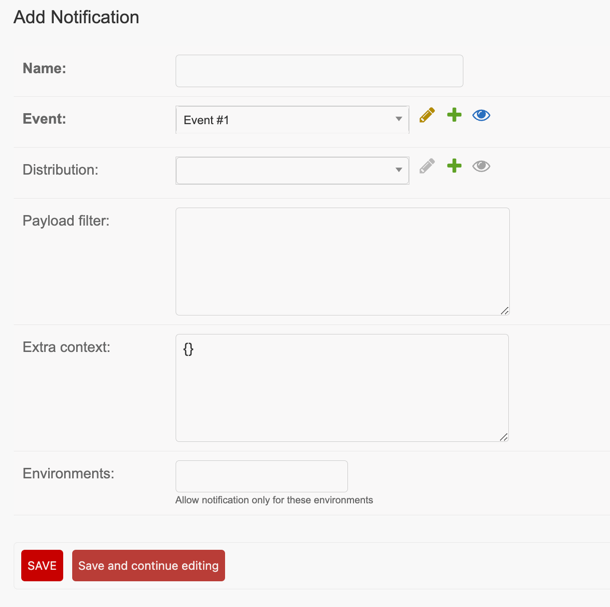 Add Notification
Name:
Event:
Event #1
Distribution:
Payload filter:
Extra context:
{}
Environments:
Allow notification only for these environments
SAVE
Save and continue editing